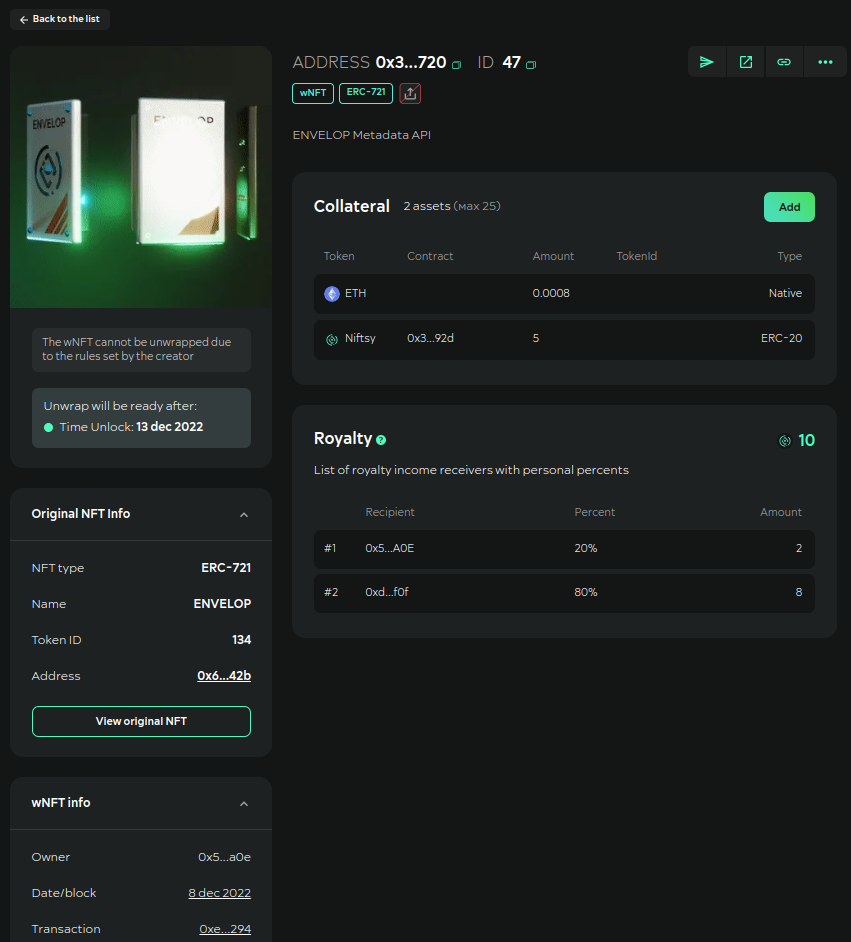 Back to the list
ENVELOP
ADDRESS 0x3...720 ID 47
wNFT ERC-721
ENVELOP Metadata API
Collateral 2 assets (max 25) Add
Token Contract Amount TokenId Type
ETH 0.0008 Native
Niftsy 0x3...92d 5 ERC-20
The wNFT cannot be unwrapped due
to the rules set by the creator
Unwrap will be ready after:
Time Unlock: 13 dec 2022
Royalty ? 10
List of royalty income receivers with personal percents
Recipient Percent Amount
#1 0x5...A0E 20% 2
#2 0xd...f0f 80% 8
Original NFT Info
NFT type ERC-721
Name ENVELOP
Token ID 134
Address 0x6...42b
View original NFT
wNFT info
Owner 0x5...a0e
Date/block 8 dec 2022
Transaction 0xe...294